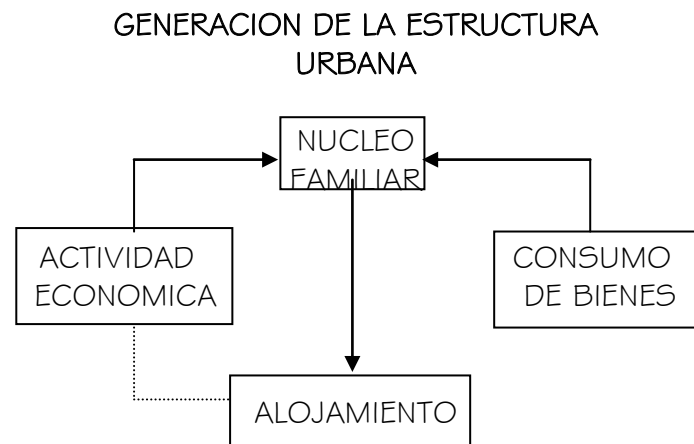 GENERACION DE LA ESTRUCTURA
URBANA
NUCLEO
FAMILIAR
ACTIVIDAD
ECONOMICA
CONSUMO
DE BIENES
ALOJAMIENTO